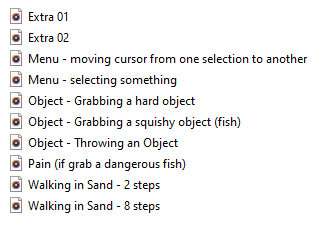 Extra 01
Extra 02
Menu - moving cursor from one selection to another
Menu - selecting something
Object - Grabbing a hard object
Object - Grabbing a squishy object (fish)
Object - Throwing an Object
Pain (if grab a dangerous fish)
Walking in Sand - 2 steps
Walking in Sand - 8 steps